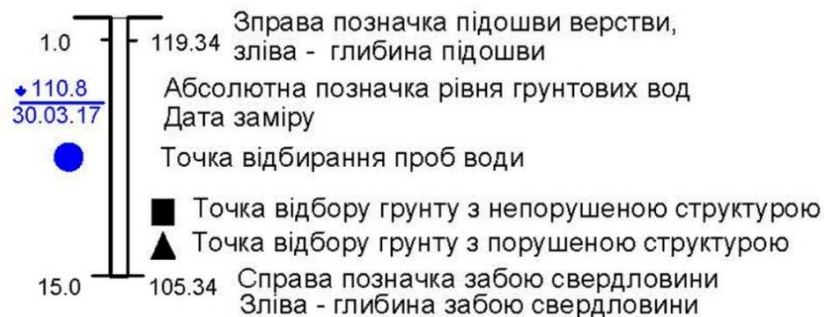 1.0 119.34 Зправа позначка підошви верстви,
зліва - глибина підошви
110.8 Абсолютна позначка рівня грунтових вод
30.03.17 Дата заміру
Точка відбирання проб води
Точка відбору грунту з непорушеною структурою
Точка відбору грунту з порушеною структурою
15.0 105.34 Справа позначка забою свердловини
Зліва - глибина забою свердловини